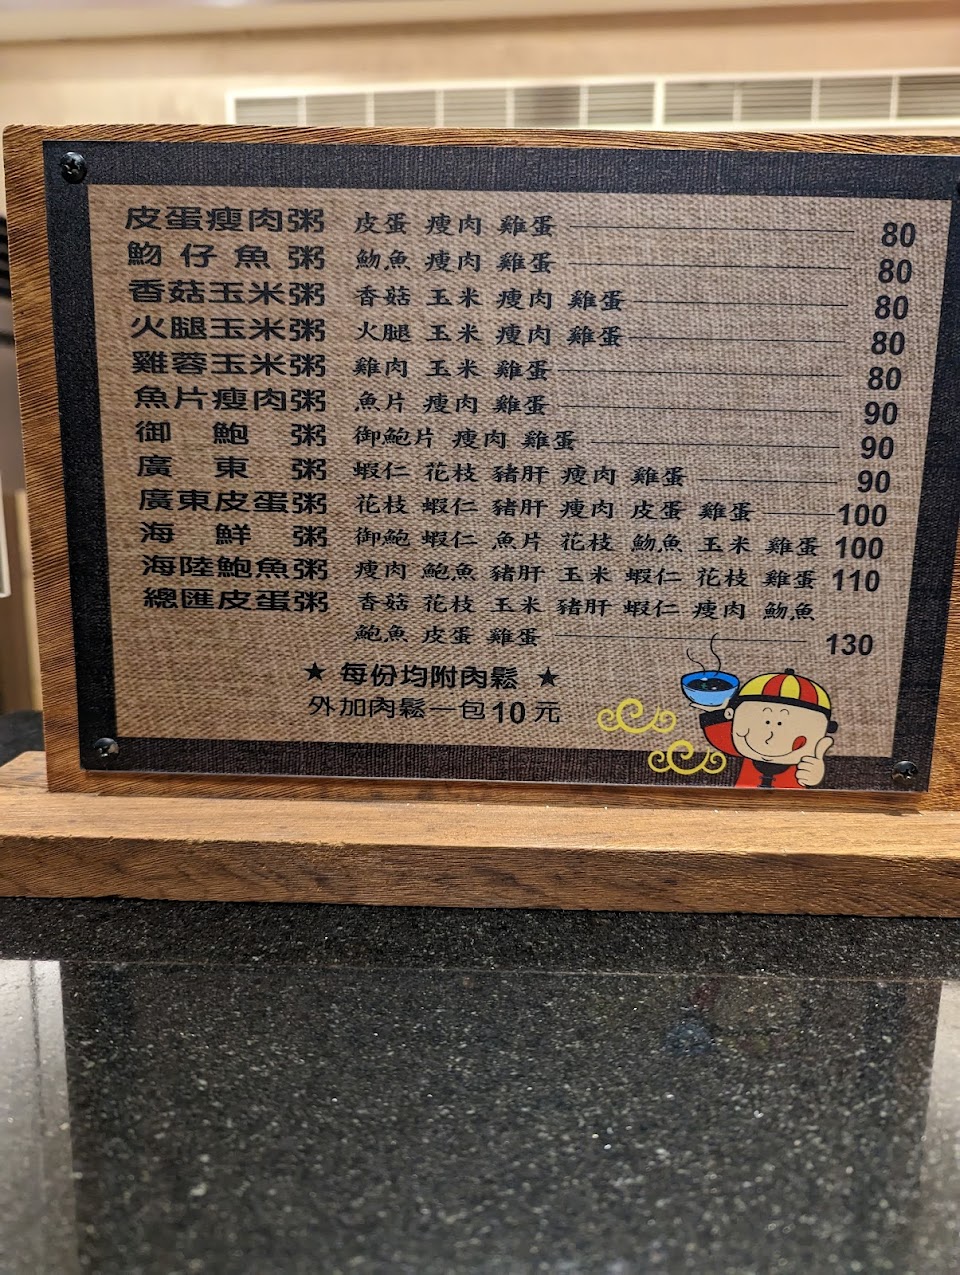 皮蛋瘦肉粥 皮蛋 瘦肉 雞蛋 80
魩仔魚粥 魩魚 瘦肉 雞蛋 80
香菇玉米粥 香菇 玉米 瘦肉 雞蛋 80
火腿玉米粥 火腿 玉米 瘦肉 雞蛋 80
雞蓉玉米粥 雞肉 玉米 雞蛋 80
魚片瘦肉粥 魚片 瘦肉 雞蛋 90
御鮑粥 御鮑片 瘦肉 雞蛋 90
廣東粥 蝦仁 花枝 豬肝 瘦肉 雞蛋 90
廣東皮蛋粥 花枝 蝦仁 豬肝 瘦肉 皮蛋 雞蛋 100
海鮮粥 御鮑 蝦仁 魚片 花枝 魩魚 玉米 雞蛋 100
海陸鮑魚粥 瘦肉 鮑魚 豬肝 玉米 蝦仁 花枝 雞蛋 110
總匯皮蛋粥 香菇 花枝 玉米 豬肝 蝦仁 瘦肉 魩魚
鮑魚 皮蛋 雞蛋 130
★ 每份均附肉鬆 ★
外加肉鬆一包10元